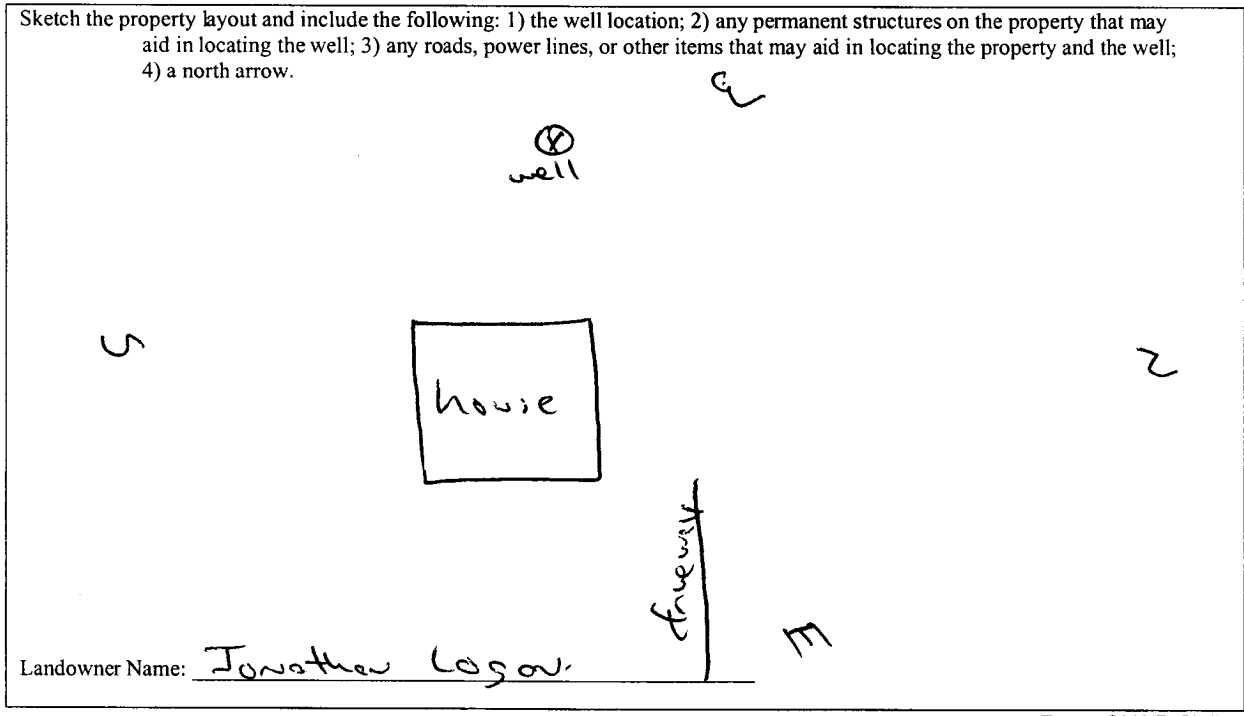 Sketch the property layout and include the following: 1) the well location; 2) any permanent structures on the property that may
aid in locating the well; 3) any roads, power lines, or other items that may aid in locating the property and the well;
4) a north arrow.
well
S
N
house
driveway
E
Landowner Name: Jonathan Logan